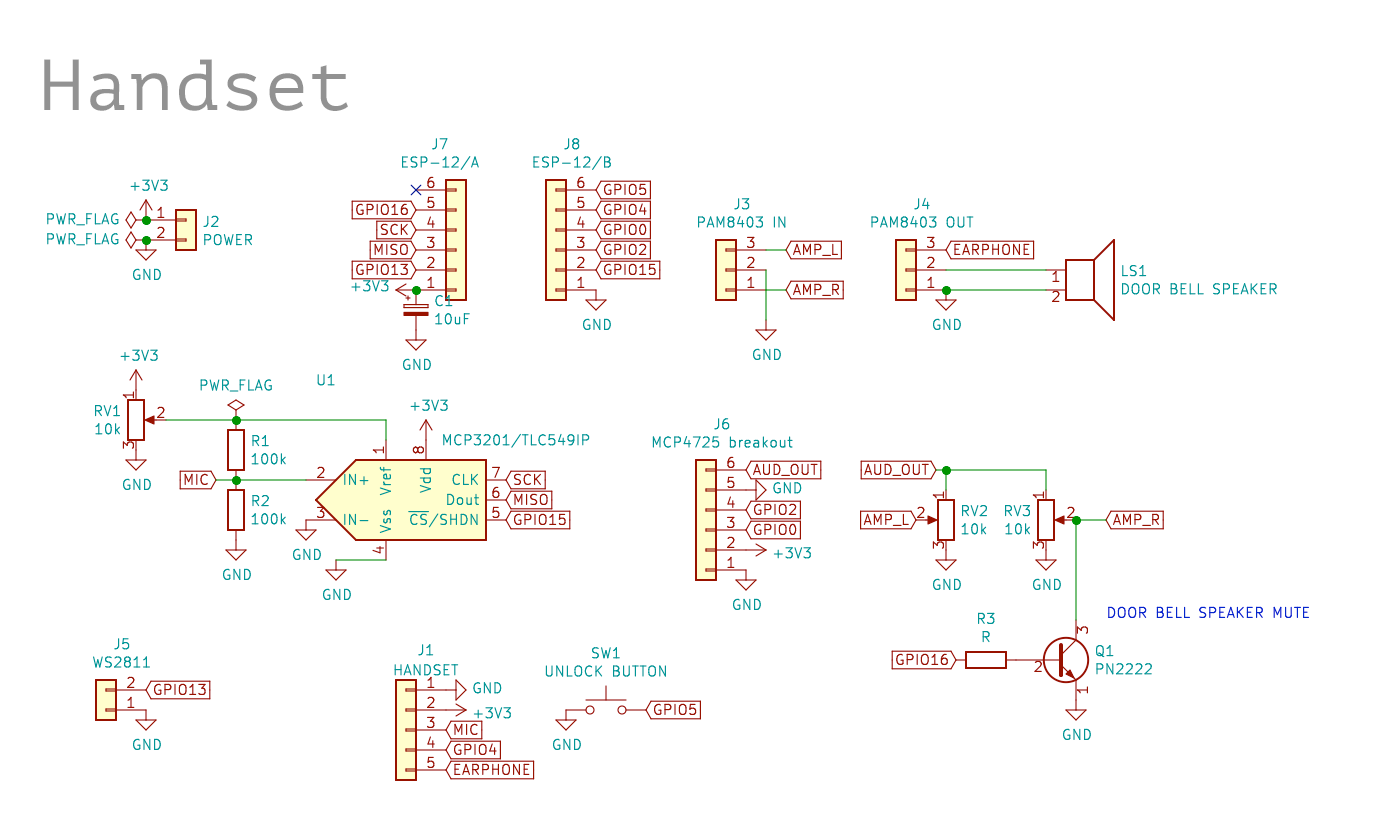 Handset
J7
ESP-12/A
6
GPIO16 5
SCK 4
MISO 3
GPIO13 2
+3V3 1
C1
10uF
GND
J8
ESP-12/B
6 GPIO5
5 GPIO4
4 GPIO0
3 GPIO2
2 GPIO15
1
GND
+3V3
PWR_FLAG 1
PWR_FLAG 2
J2
POWER
GND
J3
PAM8403 IN
3 AMP_L
2
1 AMP_R
GND
J4
PAM8403 OUT
3 EARPHONE
2
1
GND
1
2
LS1
DOOR BELL SPEAKER
+3V3
1
RV1
10k
2
3
GND
PWR_FLAG
R1
100k
MIC
R2
100k
GND
U1
+3V3
MCP3201/TLC549IP
1
8
2 IN+
Vref
Vdd
CLK 7 SCK
Dout 6 MISO
3 IN-
Vss
CS/SHDN 5 GPIO15
GND
4
GND
J6
MCP4725 breakout
6 AUD_OUT
5 GND
4 GPIO2
3 GPIO0
2 +3V3
1
GND
AUD_OUT
1
AMP_L 2
RV2
10k
3
GND
1
RV3
10k
2 AMP_R
3
GND
DOOR BELL SPEAKER MUTE
R3
R
GPIO16
2
3
Q1
PN2222
1
GND
J5
WS2811
2 GPIO13
1
GND
J1
HANDSET
1 GND
2 +3V3
3 MIC
4 GPIO4
5 EARPHONE
SW1
UNLOCK BUTTON
GPIO5
GND